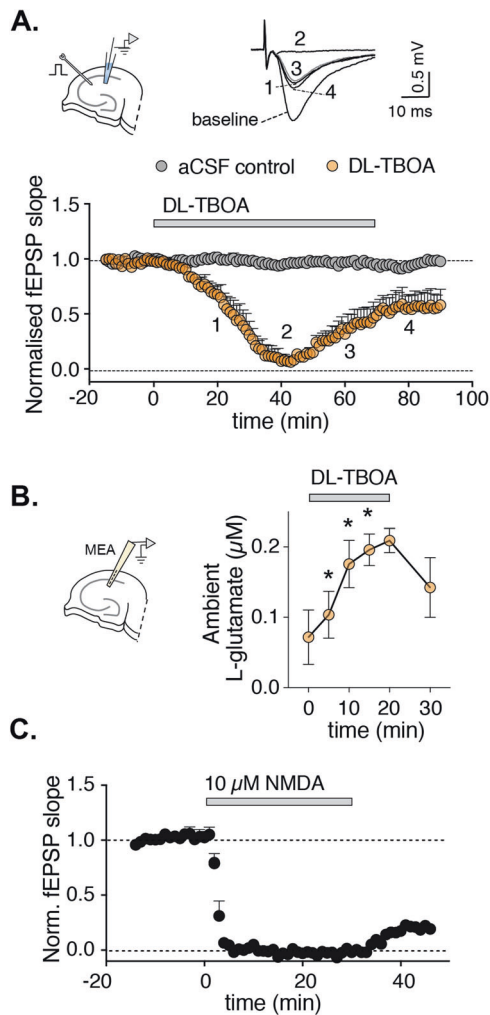 A.
2
3
1
4
baseline
0.5 mV
10 ms
aCSF control
DL-TBOA
Normalised fEPSP slope
1.5
1.0
0.5
0.0
DL-TBOA
1
2
3
4
-20
0
20
40
60
80
100
time (min)
B.
MEA
DL-TBOA
Ambient
L-glutamate (µM)
0.2
0.1
0.0
*
*
*
0
10
20
30
time (min)
C.
Norm. fEPSP slope
1.5
1.0
0.5
0.0
10 µM NMDA
-20
0
20
40
time (min)